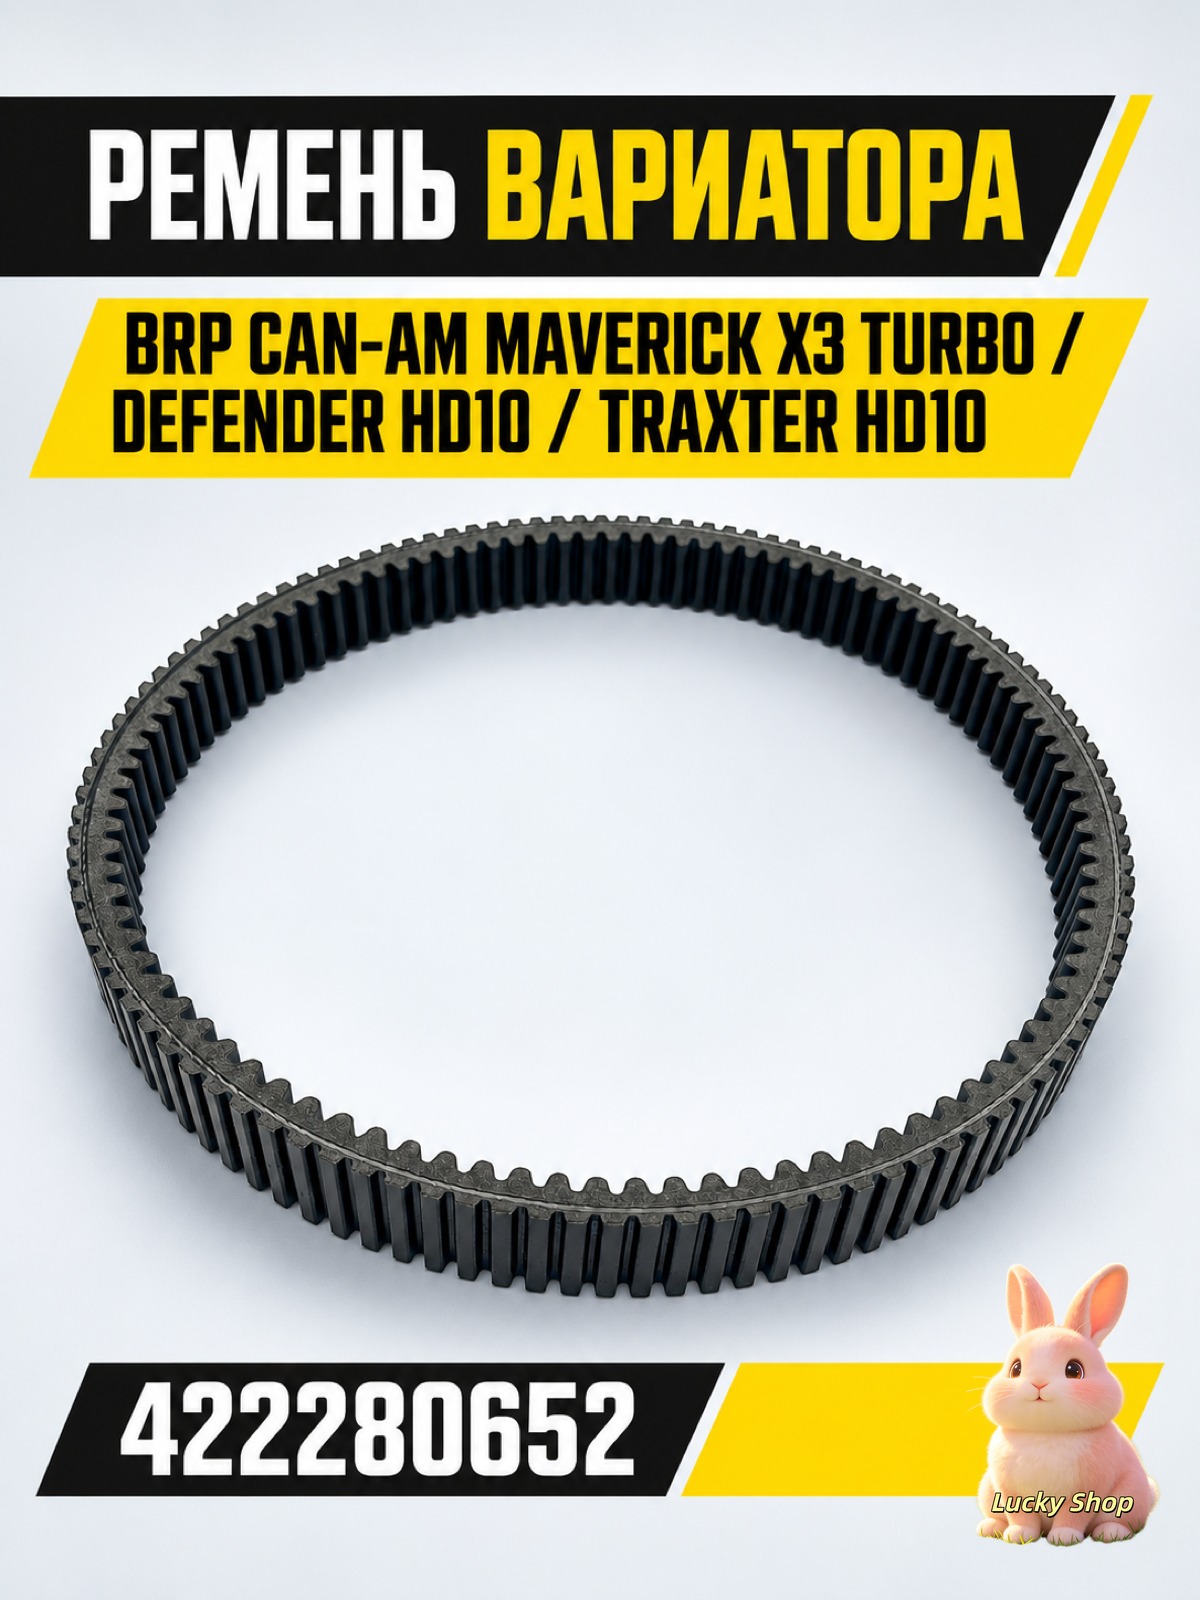 РЕМЕНЬ ВАРИАТОРА
BRP CAN-AM MAVERICK X3 TURBO /
DEFENDER HD10 / TRAXTER HD10
422280652
Lucky Shop